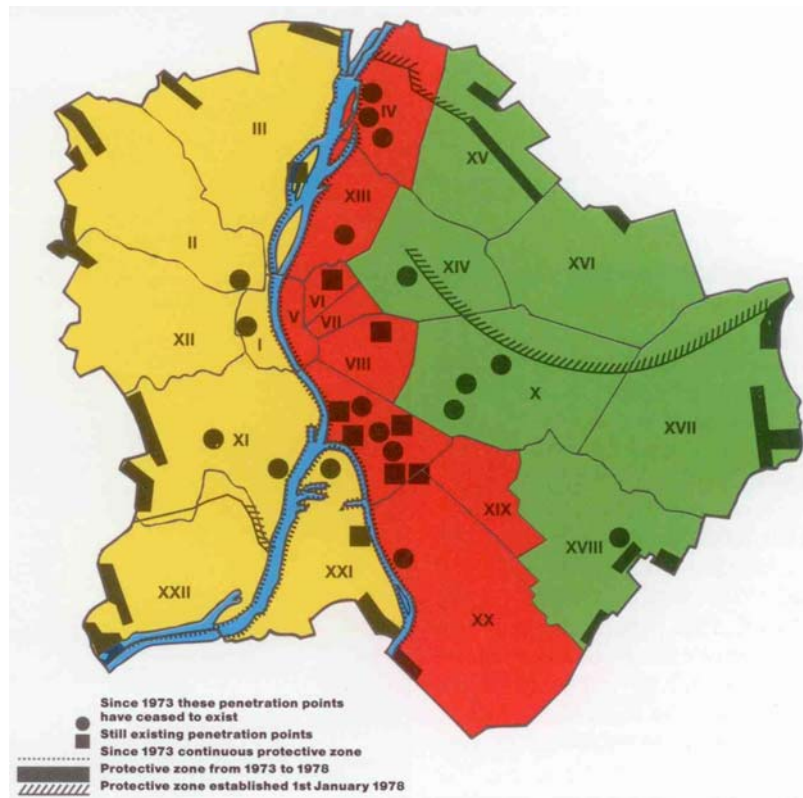 IV
III
XV
XIII
II
XIV
XVI
VI
V
VII
XII
I
VIII
X
XVII
XI
XIX
XVIII
XXII
XXI
XX
Since 1973 these penetration points
have ceased to exist
Still existing penetration points
Since 1973 continuous protective zone
Protective zone from 1973 to 1978
Protective zone established 1st January 1978